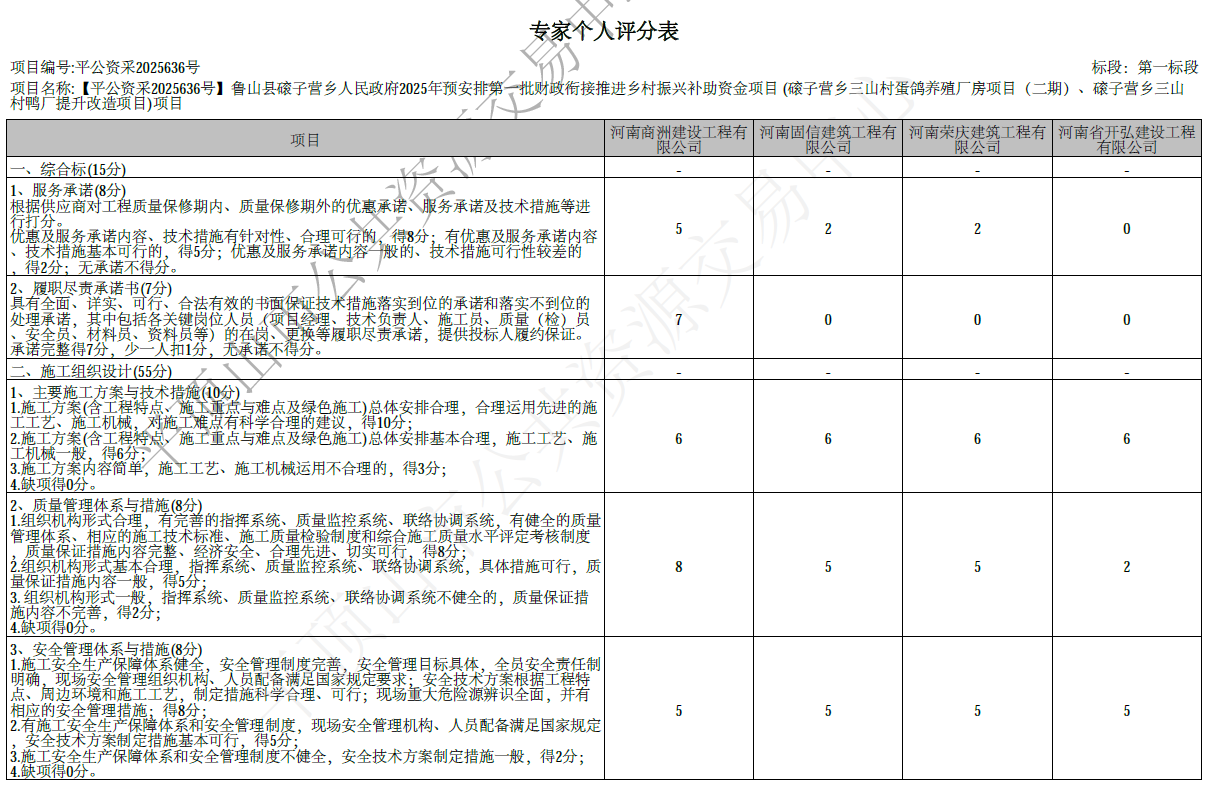 专家个人评分表
项目编号:平公资采2025636号
标段：第一标段
项目名称:【平公资采2025636号】鲁山县磙子营乡人民政府2025年预安排第一批财政衔接推进乡村振兴补助资金项目 (磙子营乡三山村蛋鸽养殖厂房项目（二期）、磙子营乡三山
村鸭厂提升改造项目)项目
项目
河南商洲建设工程有
限公司
河南固信建筑工程有
限公司
河南荣庆建筑工程有
限公司
河南省开弘建设工程
有限公司
一、综合标(15分)
- - - -
1、服务承诺(8分)
根据供应商对工程质量保修期内、质量保修期外的优惠承诺、服务承诺及技术措施等进
行打分。
优惠及服务承诺内容、技术措施有针对性、合理可行的，得8分；有优惠及服务承诺内容
、技术措施基本可行的，得5分；优惠及服务承诺内容一般的、技术措施可行性较差的
，得2分；无承诺不得分。
5 2 2 0
2、履职尽责承诺书(7分)
具有全面、详实、可行、合法有效的书面保证技术措施落实到位的承诺和落实不到位的
处理承诺，其中包括各关键岗位人员（项目经理、技术负责人、施工员、质量（检）员
、安全员、材料员、资料员等）的在岗、更换等履职尽责承诺，提供投标人履约保证。
承诺完整得7分，少一人扣1分，无承诺不得分。
7 0 0 0
二、施工组织设计(55分)
- - - -
1、主要施工方案与技术措施(10分)
1.施工方案(含工程特点、施工重点与难点及绿色施工)总体安排合理，合理运用先进的施
工工艺、施工机械，对施工难点有科学合理的建议，得10分；
2.施工方案(含工程特点、施工重点与难点及绿色施工)总体安排基本合理，施工工艺、施
工机械一般，得6分；
3.施工方案内容简单，施工工艺、施工机械运用不合理的，得3分；
4.缺项得0分。
6 6 6 6
2、质量管理体系与措施(8分)
1.组织机构形式合理，有完善的指挥系统、质量监控系统、联络协调系统，有健全的质量
管理体系、相应的施工技术标准、施工质量检验制度和综合施工质量水平评定考核制度
，质量保证措施内容完整、经济安全、合理先进、切实可行，得8分；
2.组织机构形式基本合理，指挥系统、质量监控系统、联络协调系统，具体措施可行，质
量保证措施内容一般，得5分；
3. 组织机构形式一般，指挥系统、质量监控系统、联络协调系统不健全的，质量保证措
施内容不完善，得2分；
4.缺项得0分。
8 5 5 2
3、安全管理体系与措施(8分)
1.施工安全生产保障体系健全，安全管理制度完善，安全管理目标具体，全员安全责任制
明确，现场安全管理组织机构、人员配备满足国家规定要求；安全技术方案根据工程特
点、周边环境和施工工艺，制定措施科学合理、可行；现场重大危险源辨识全面，并有
相应的安全管理措施；得8分；
2.有施工安全生产保障体系和安全管理制度，现场安全管理机构、人员配备满足国家规定
，安全技术方案制定措施基本可行，得5分；
3.施工安全生产保障体系和安全管理制度不健全，安全技术方案制定措施一般，得2分；
4.缺项得0分。
5 5 5 5
平顶山市公共资源交易中
平顶山市公共资源交易中心